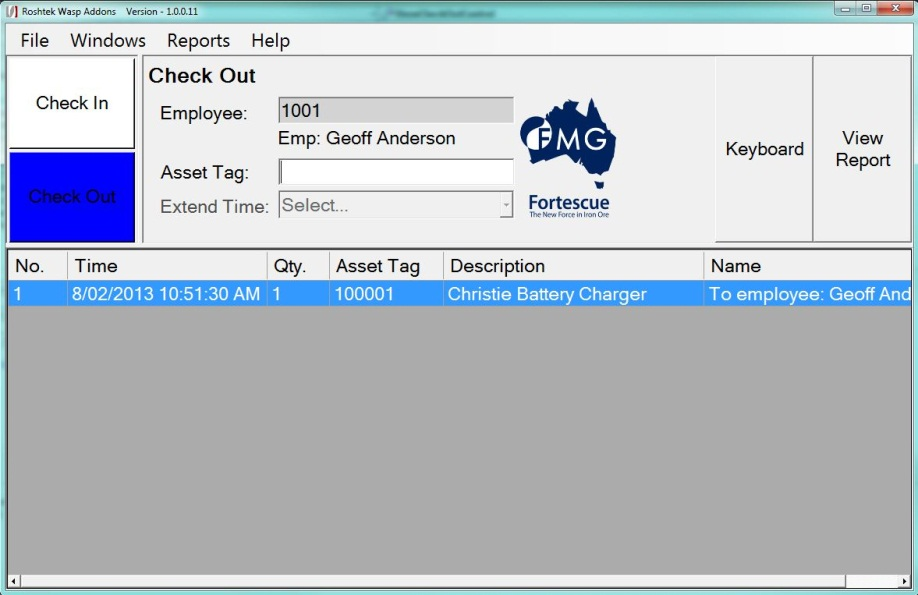 Roshtek Wasp Addons Version - 1.0.0.11
File Windows Reports Help
Check In
Check Out
Check Out
Employee: 1001
Emp: Geoff Anderson
Asset Tag:
Extend Time: Select...
FMG
Fortescue
The New Force in Iron Ore
Keyboard
View
Report
No. Time Qty. Asset Tag Description Name
1 8/02/2013 10:51:30 AM 1 100001 Christie Battery Charger To employee: Geoff And